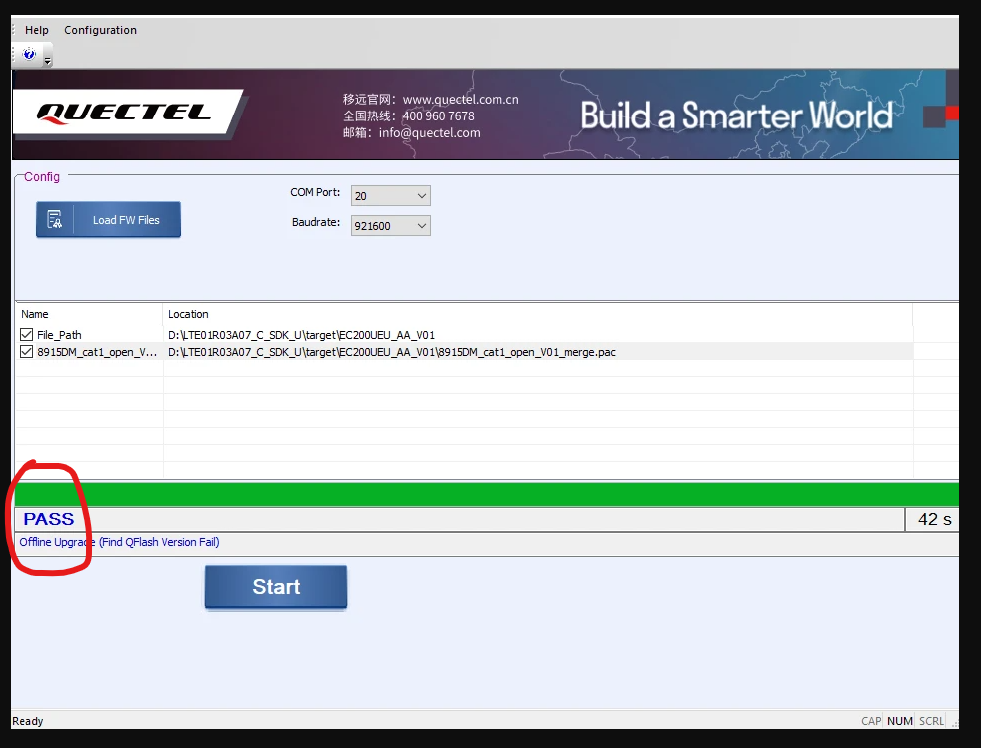 Help Configuration
QUECTEL
移远官网：www.quectel.com.cn
全国热线：400 960 7678
邮箱：info@quectel.com
Build a Smarter World
Config
Load FW Files
COM Port: 20
Baudrate: 921600
Name Location
File_Path D:\LTE01R03A07_C_SDK_U\target\EC200UEU_AA_V01
8915DM_cat1_open_V... D:\LTE01R03A07_C_SDK_U\target\EC200UEU_AA_V01\8915DM_cat1_open_V01_merge.pac
PASS 42 s
Offline Upgrade (Find QFlash Version Fail)
Start
Ready CAP NUM SCRL